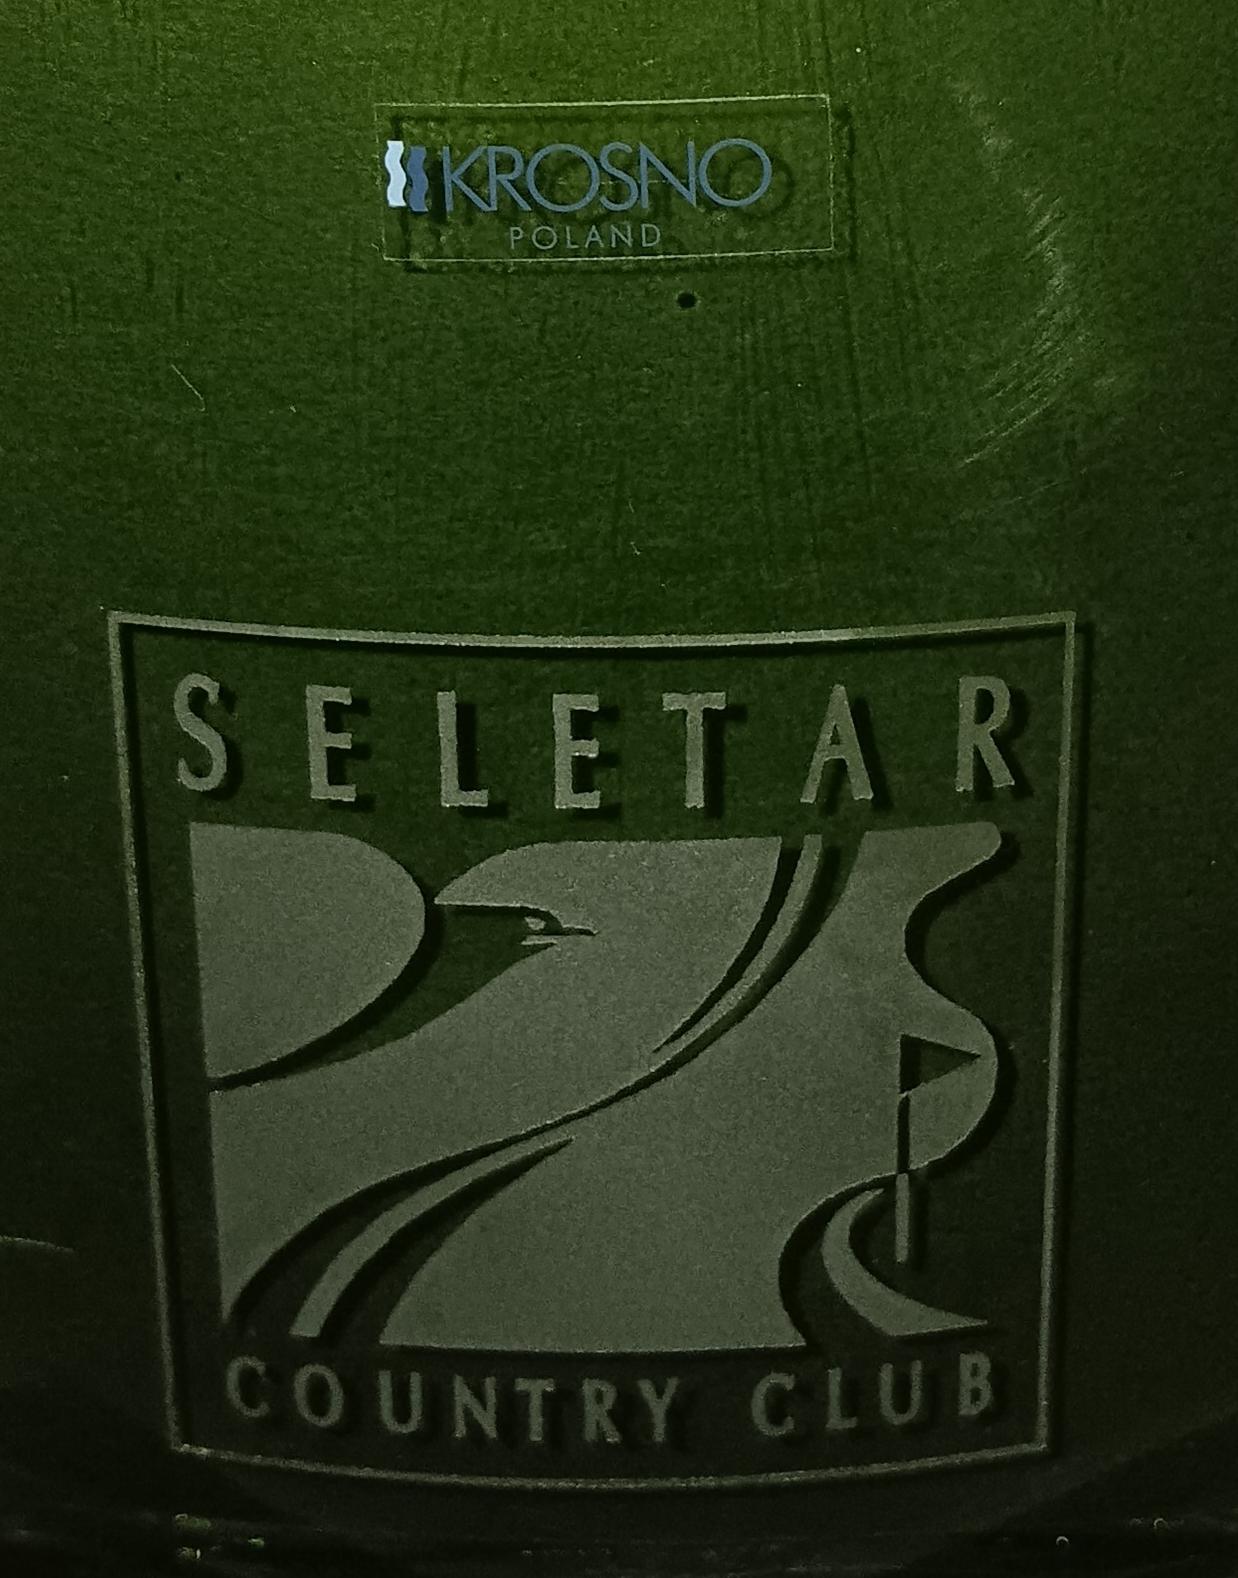 KROSNO
POLAND
SELETAR
COUNTRY CLUB